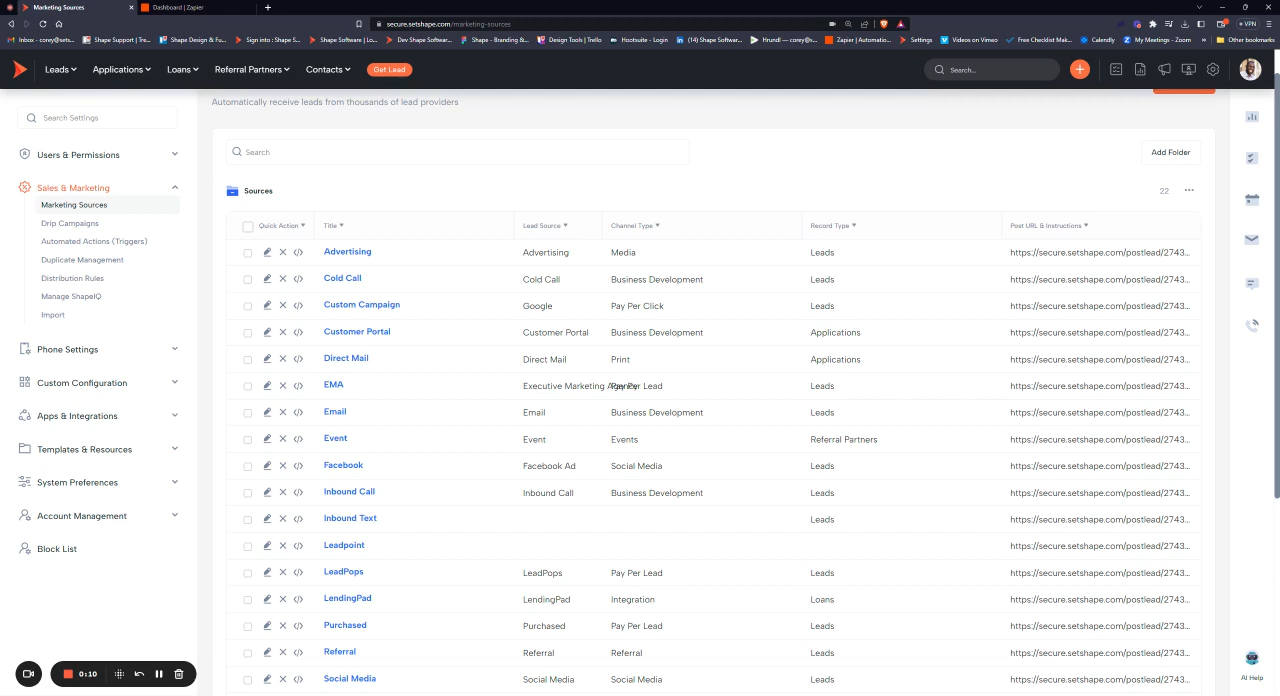 Marketing Sources
Dashboard | Zapier
secure.setshape.com/marketing-sources
VPN
Inbox - corey@sets...
Shape Support | Tre...
Shape Design & Fu...
Sign into : Shape S...
Shape Software | Lo...
Dev Shape Softwar...
Shape - Branding &...
Design Tools | Trello
Hootsuite - Login
(14) Shape Softwar...
Hrundl — corey@s...
Zapier | Automatio...
Settings
Videos on Vimeo
Free Checklist Mak...
Calendly
My Meetings - Zoom
Other bookmarks
Leads
Applications
Loans
Referral Partners
Contacts
Get Lead
Search...
Automatically receive leads from thousands of lead providers
Search Settings
Users & Permissions
Sales & Marketing
Marketing Sources
Drip Campaigns
Automated Actions (Triggers)
Duplicate Management
Distribution Rules
Manage ShapeIQ
Import
Phone Settings
Custom Configuration
Apps & Integrations
Templates & Resources
System Preferences
Account Management
Block List
Search
Add Folder
Sources
22
Quick Action Title Lead Source Channel Type Record Type Post URL & Instructions
Advertising Advertising Media Leads https://secure.setshape.com/postlead/2743...
Cold Call Cold Call Business Development Leads https://secure.setshape.com/postlead/2743...
Custom Campaign Google Pay Per Click Leads https://secure.setshape.com/postlead/2743...
Customer Portal Customer Portal Business Development Applications https://secure.setshape.com/postlead/2743...
Direct Mail Direct Mail Print Applications https://secure.setshape.com/postlead/2743...
EMA Executive Marketing Agency Pay Per Lead Leads https://secure.setshape.com/postlead/2743...
Email Email Business Development Leads https://secure.setshape.com/postlead/2743...
Event Event Events Referral Partners https://secure.setshape.com/postlead/2743...
Facebook Facebook Ad Social Media Leads https://secure.setshape.com/postlead/2743...
Inbound Call Inbound Call Business Development Leads https://secure.setshape.com/postlead/2743...
Inbound Text Leads https://secure.setshape.com/postlead/2743...
Leadpoint https://secure.setshape.com/postlead/2743...
LeadPops LeadPops Pay Per Lead Leads https://secure.setshape.com/postlead/2743...
LendingPad LendingPad Integration Loans https://secure.setshape.com/postlead/2743...
Purchased Purchased Pay Per Lead Leads https://secure.setshape.com/postlead/2743...
Referral Referral Referral Leads https://secure.setshape.com/postlead/2743...
Social Media Social Media Social Media Leads https://secure.setshape.com/postlead/2743...
0:10
AI Help